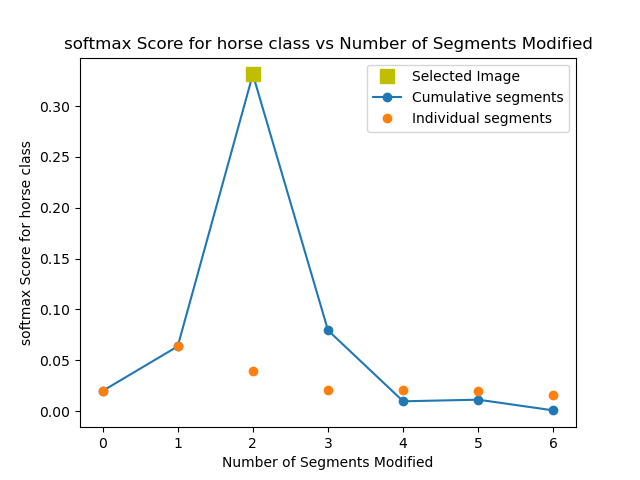 softmax Score for horse class vs Number of Segments Modified
Selected Image
Cumulative segments
Individual segments
softmax Score for horse class
0.30
0.25
0.20
0.15
0.10
0.05
0.00
0 1 2 3 4 5 6
Number of Segments Modified